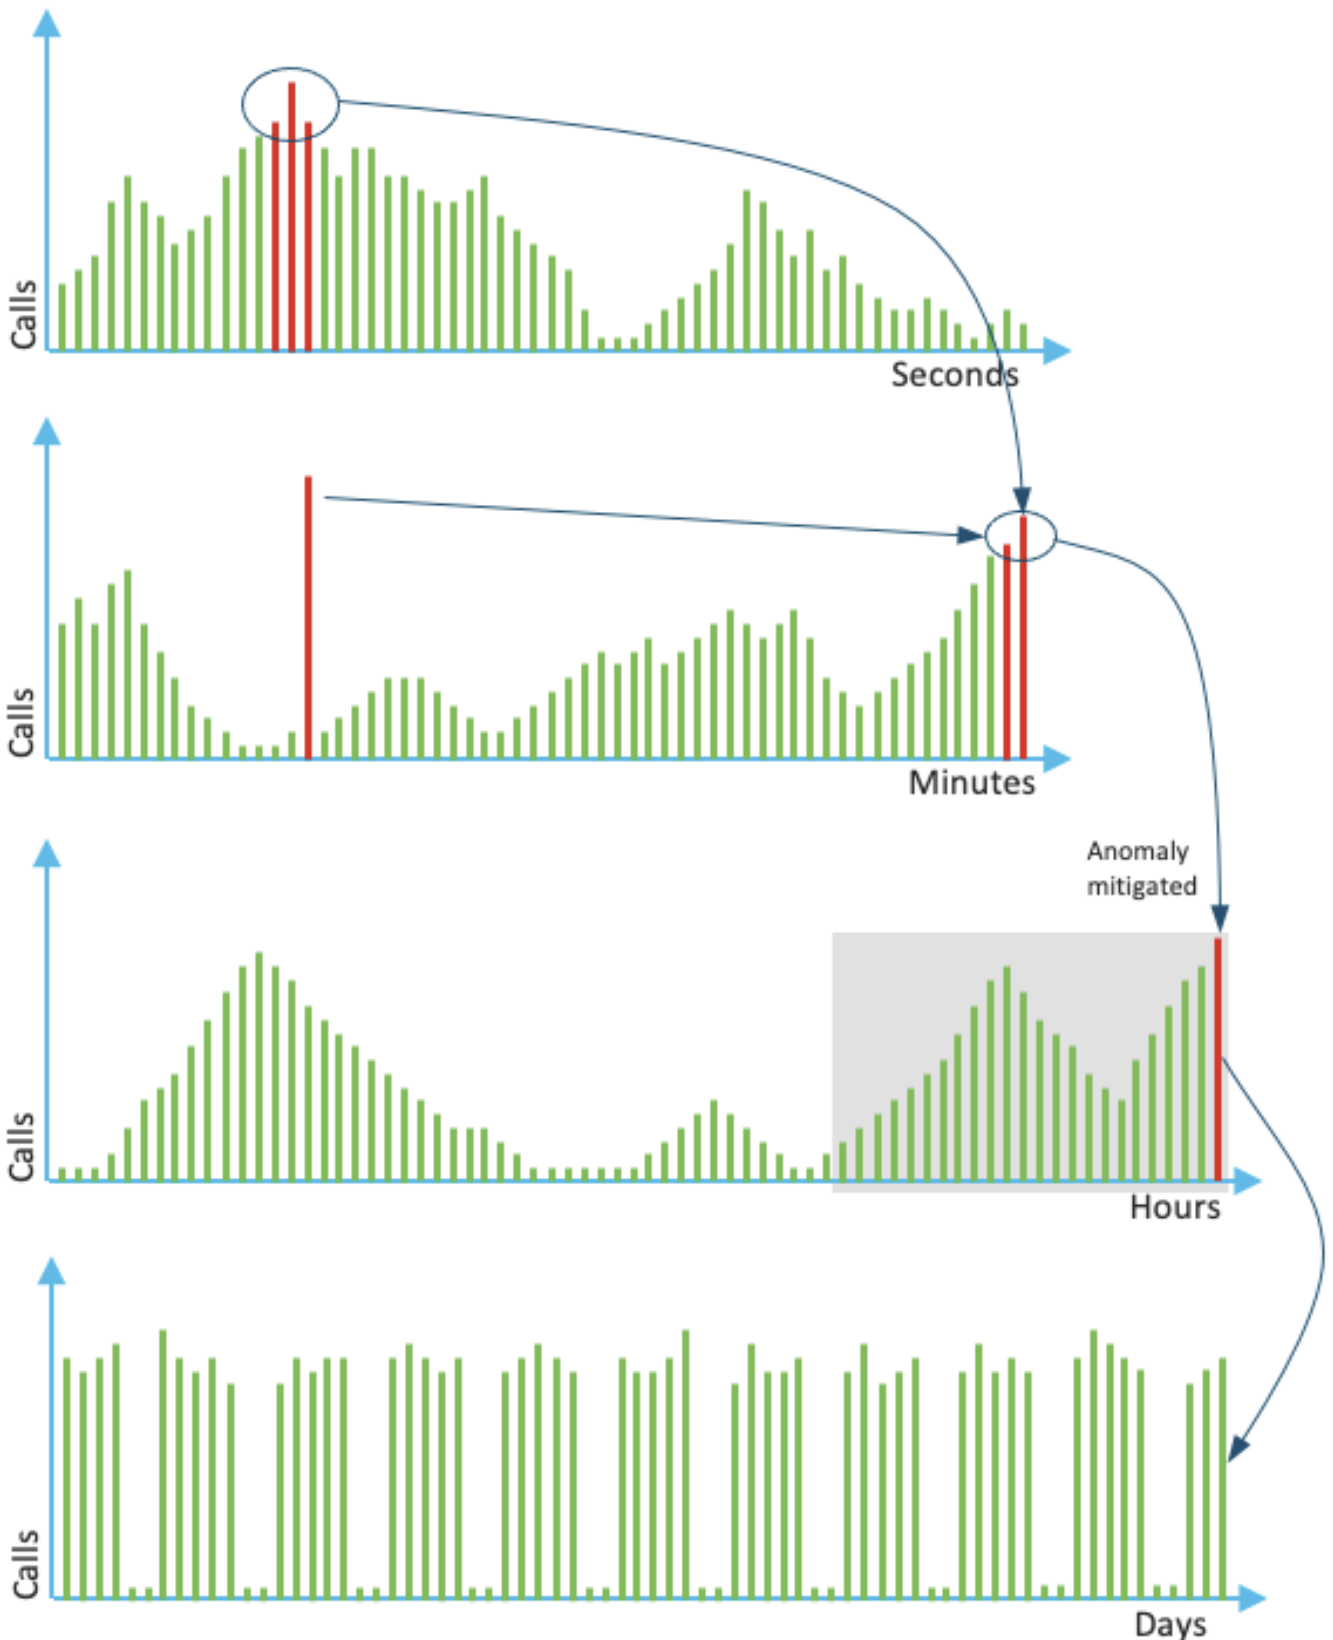 Calls
Seconds
Calls
Minutes
Anomaly
mitigated
Calls
Hours
Calls
Days